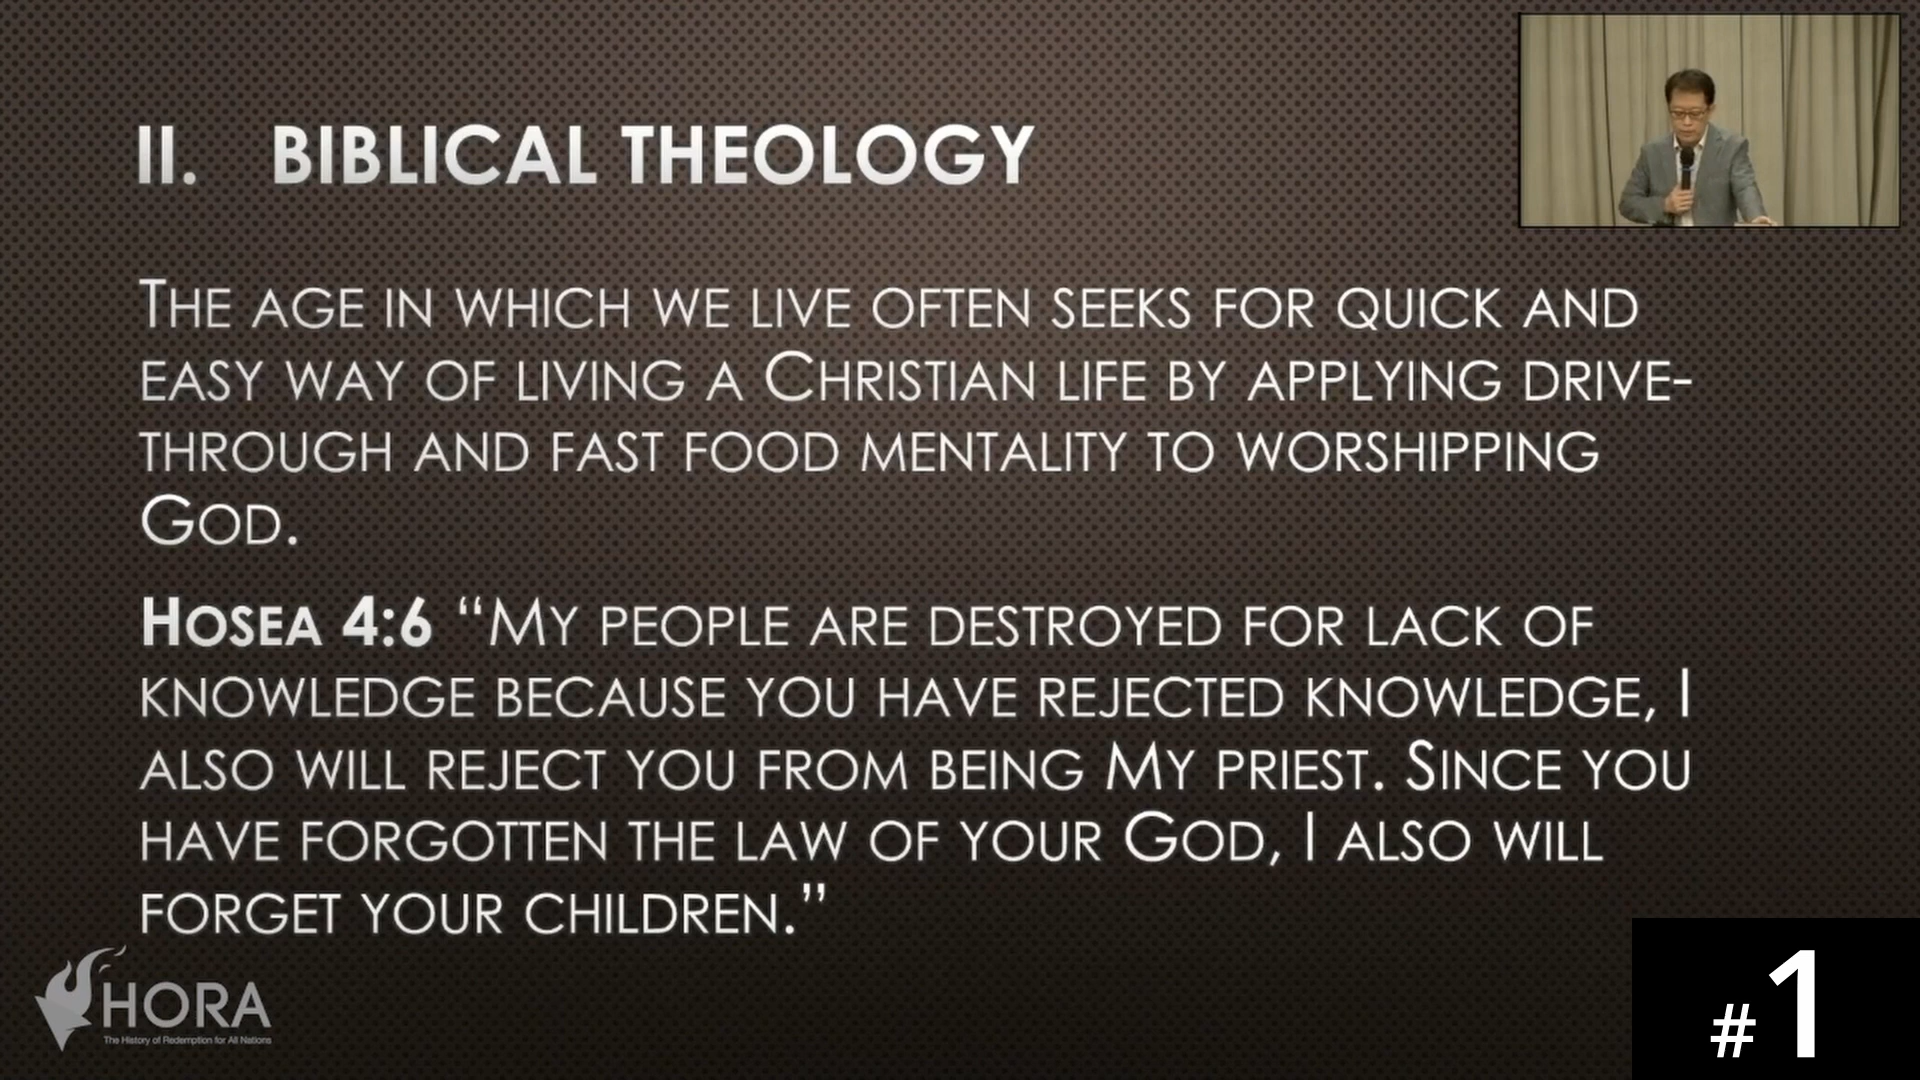 II. BIBLICAL THEOLOGY
The age in which we live often seeks for quick and
easy way of living a Christian life by applying drive-
through and fast food mentality to worshipping
God.
Hosea 4:6 “My people are destroyed for lack of
knowledge because you have rejected knowledge, I
also will reject you from being My priest. Since you
have forgotten the law of your God, I also will
forget your children.”
HORA
The History of Redemption for All Nations
#1